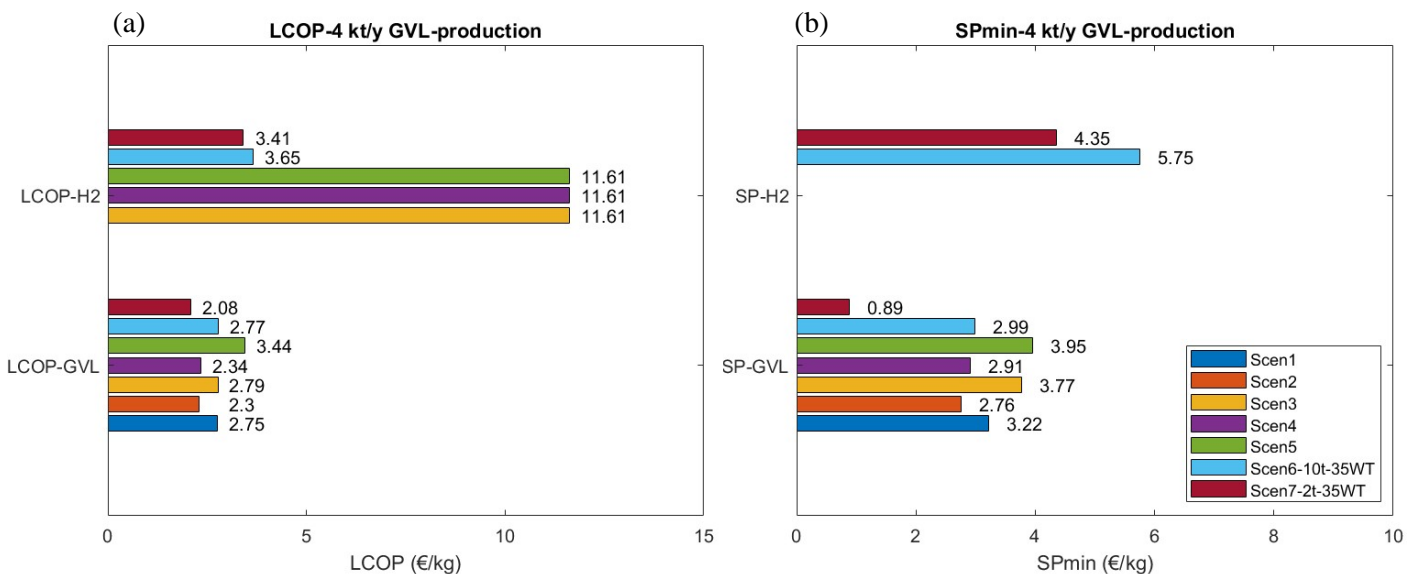 (a)
LCOP-4 kt/y GVL-production
LCOP-H2
3.41
3.65
11.61
11.61
11.61
LCOP-GVL
2.08
2.77
3.44
2.34
2.79
2.3
2.75
0 5 10 15
LCOP (€/kg)
(b)
SPmin-4 kt/y GVL-production
SP-H2
4.35
5.75
SP-GVL
0.89
2.99
3.95
2.91
3.77
2.76
3.22
Scen1
Scen2
Scen3
Scen4
Scen5
Scen6-10t-35WT
Scen7-2t-35WT
0 2 4 6 8 10
SPmin (€/kg)